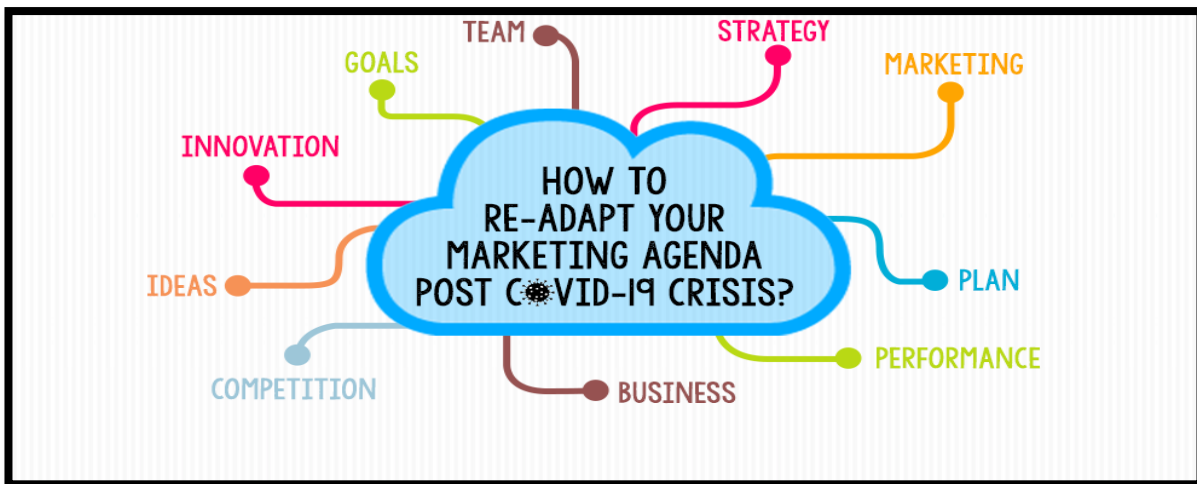 TEAM
STRATEGY
GOALS
MARKETING
INNOVATION
HOW TO
RE-ADAPT YOUR
MARKETING AGENDA
POST COVID-19 CRISIS?
IDEAS
PLAN
PERFORMANCE
COMPETITION
BUSINESS